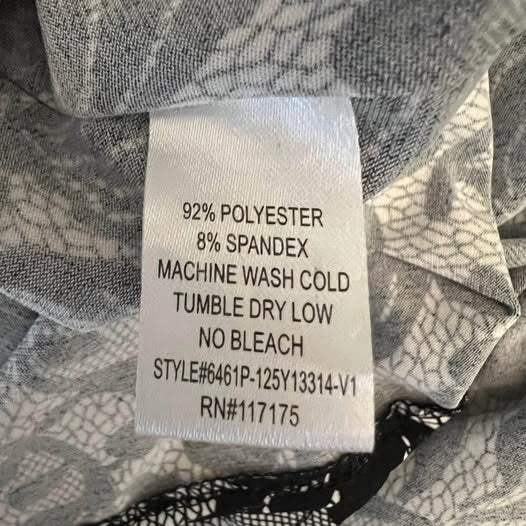 92% POLYESTER
8% SPANDEX
MACHINE WASH COLD
TUMBLE DRY LOW
NO BLEACH
STYLE#6461P-125Y13314-V1
RN#117175